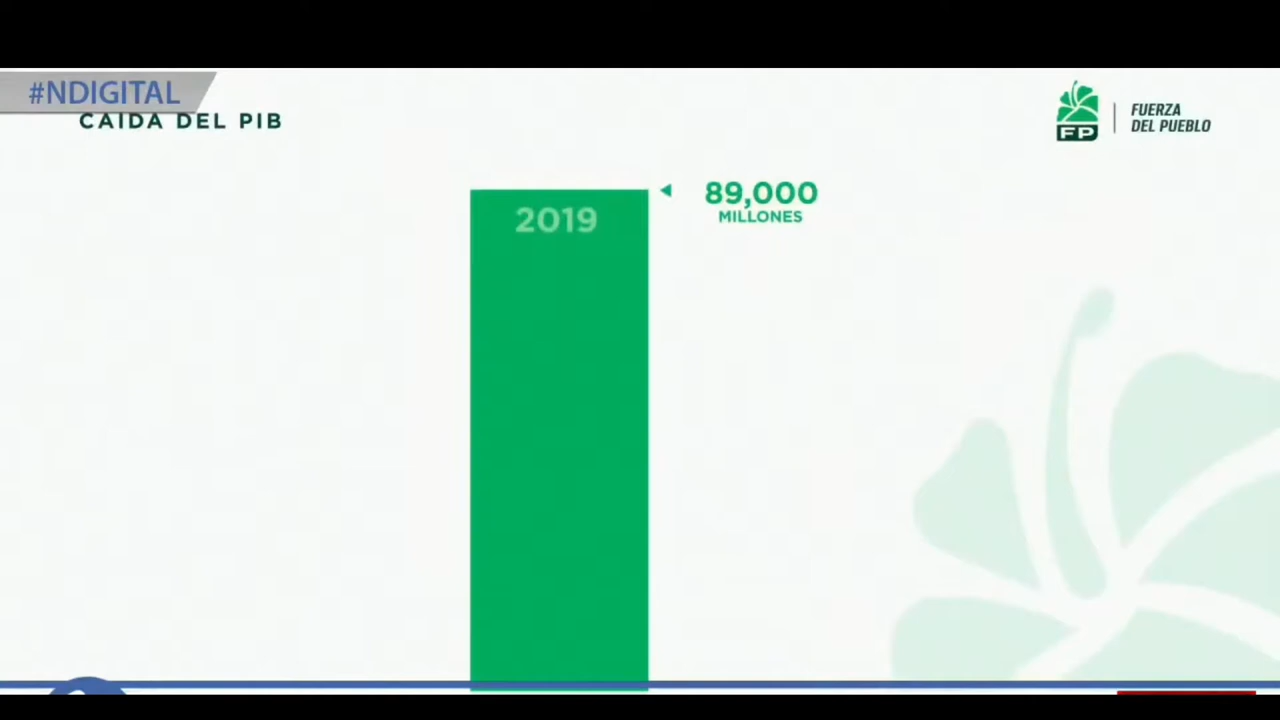 #NDIGITAL
CAIDA DEL PIB
FP
FUERZA
DEL PUEBLO
2019
89,000
MILLONES